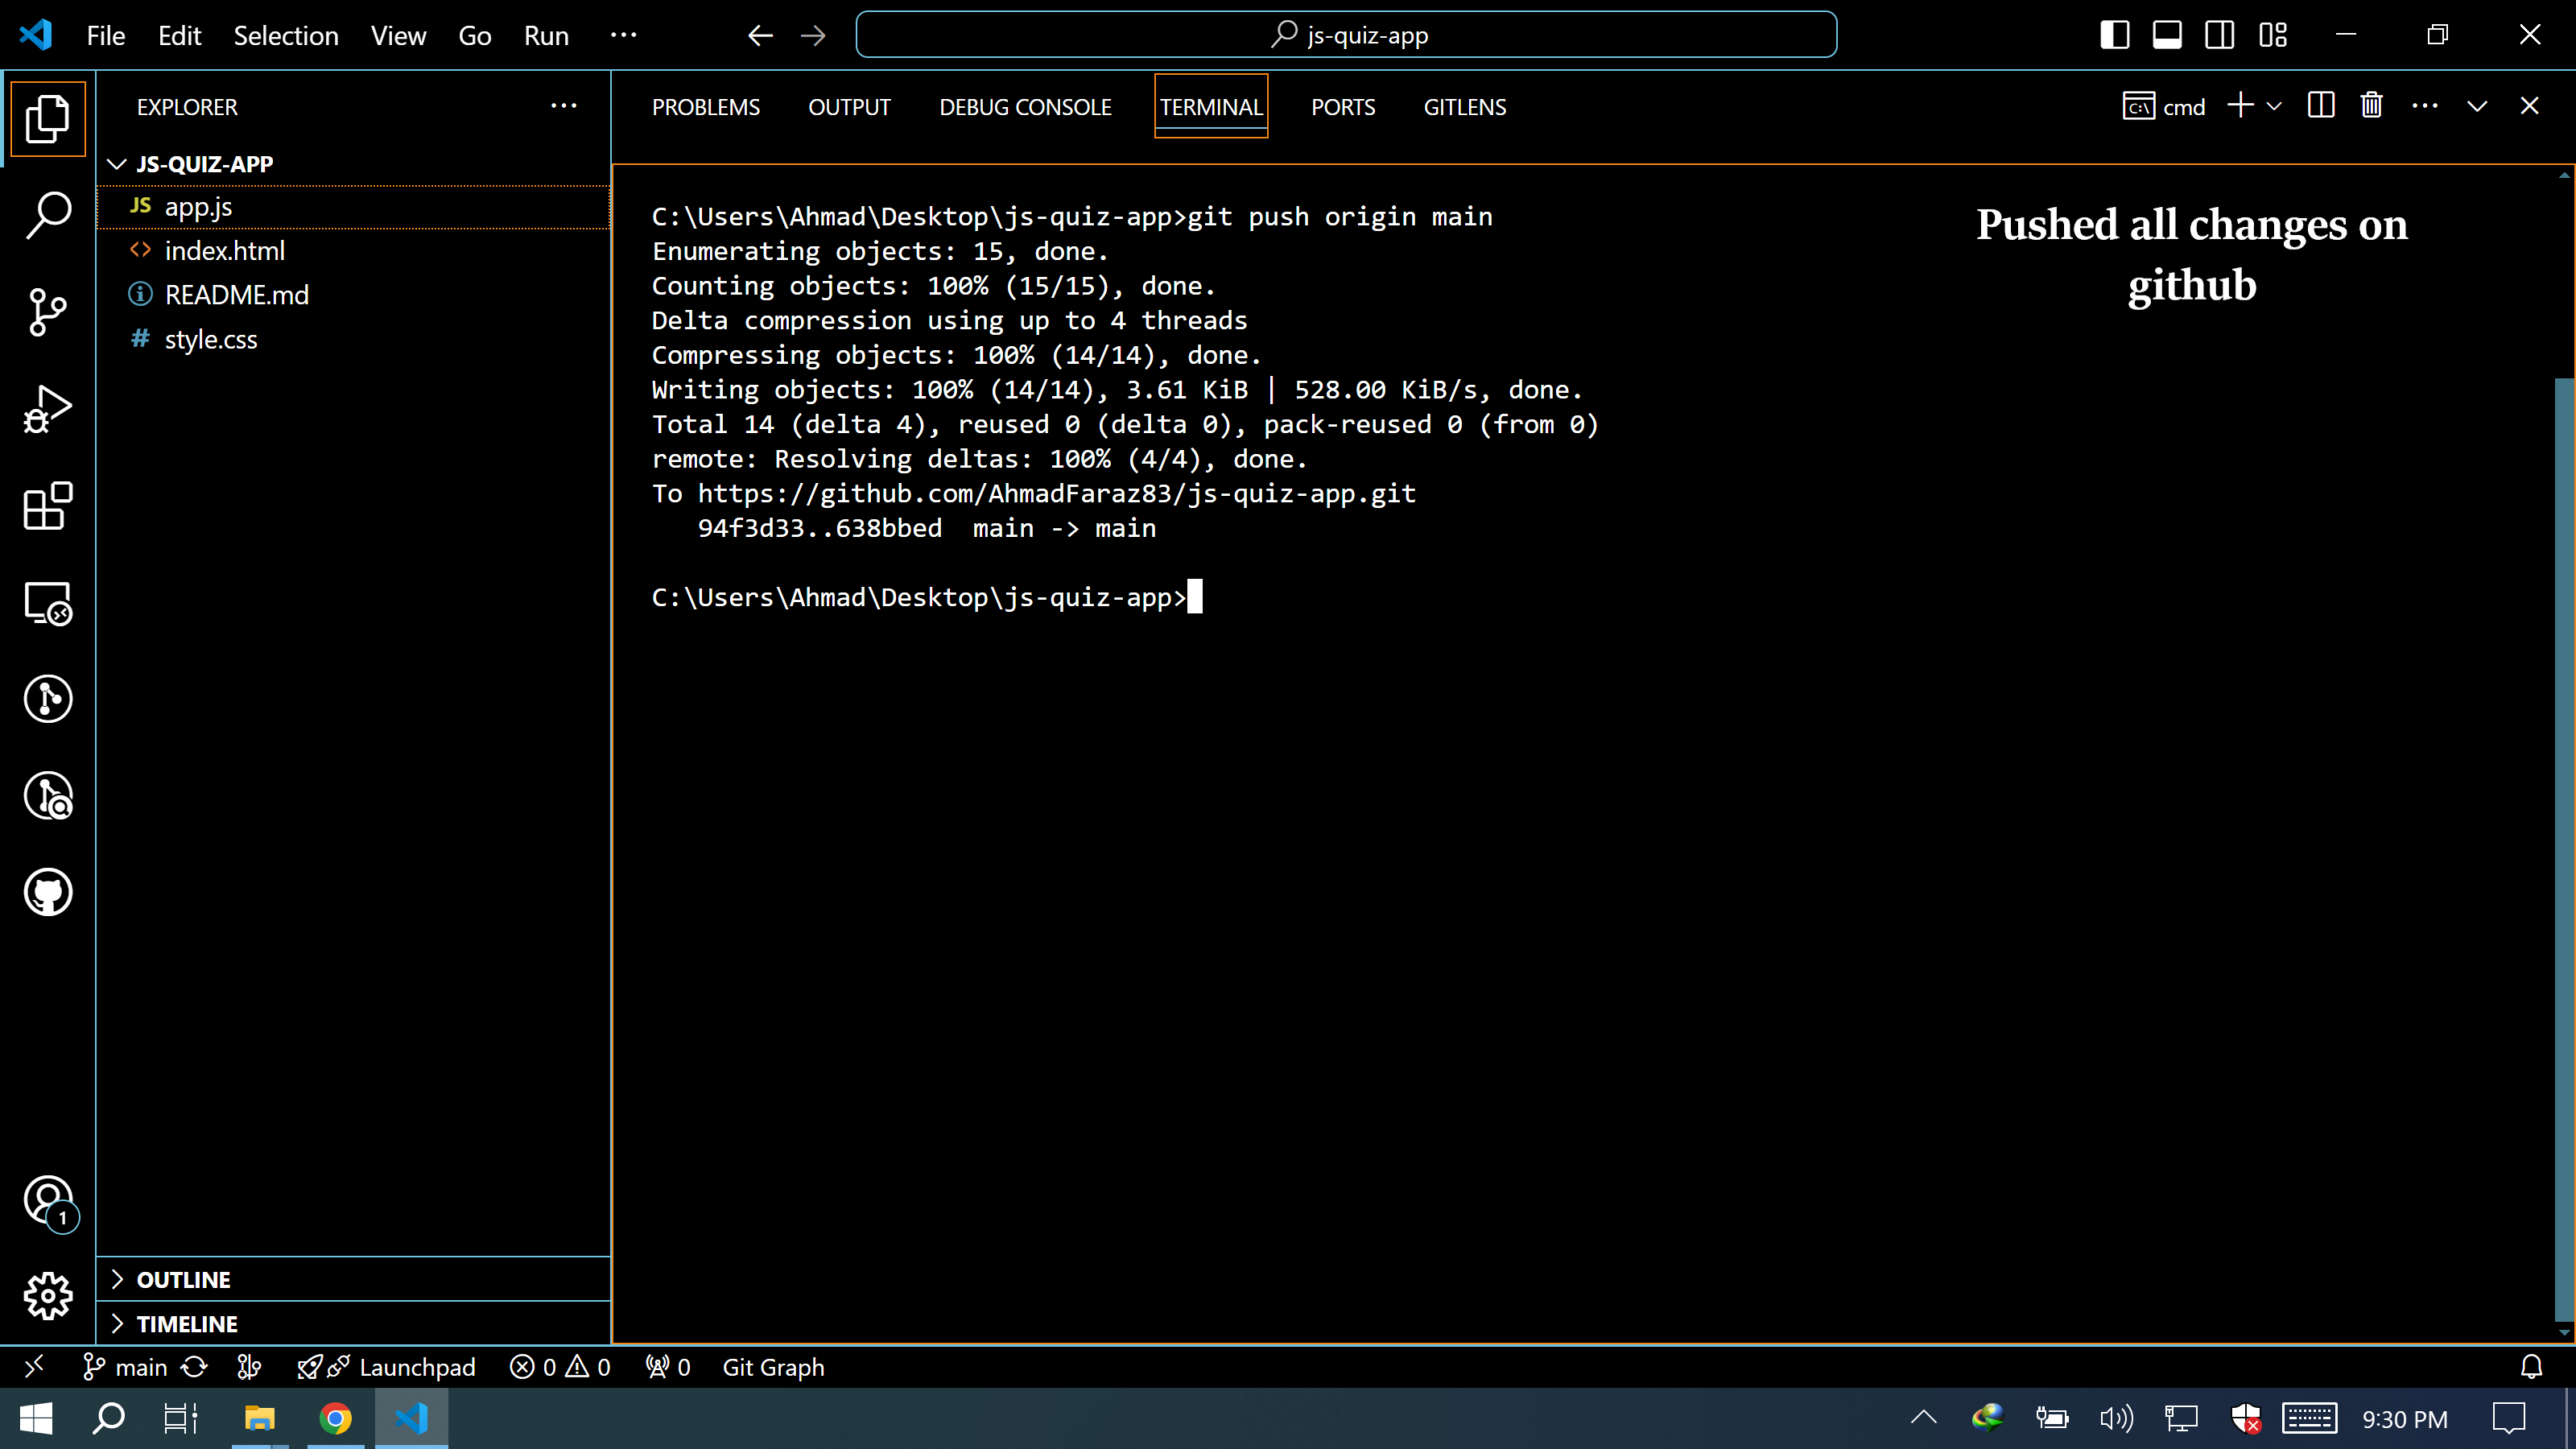 File Edit Selection View Go Run ··· js-quiz-app
EXPLORER ···
JS-QUIZ-APP
JS app.js
<> index.html
README.md
# style.css
OUTLINE
TIMELINE
PROBLEMS OUTPUT DEBUG CONSOLE TERMINAL PORTS GITLENS cmd
C:\Users\Ahmad\Desktop\js-quiz-app>git push origin main
Enumerating objects: 15, done.
Counting objects: 100% (15/15), done.
Delta compression using up to 4 threads
Compressing objects: 100% (14/14), done.
Writing objects: 100% (14/14), 3.61 KiB | 528.00 KiB/s, done.
Total 14 (delta 4), reused 0 (delta 0), pack-reused 0 (from 0)
remote: Resolving deltas: 100% (4/4), done.
To https://github.com/AhmadFaraz83/js-quiz-app.git
94f3d33..638bbed main -> main
C:\Users\Ahmad\Desktop\js-quiz-app>
Pushed all changes on
github
1
main Launchpad 0 0 0 Git Graph
9:30 PM